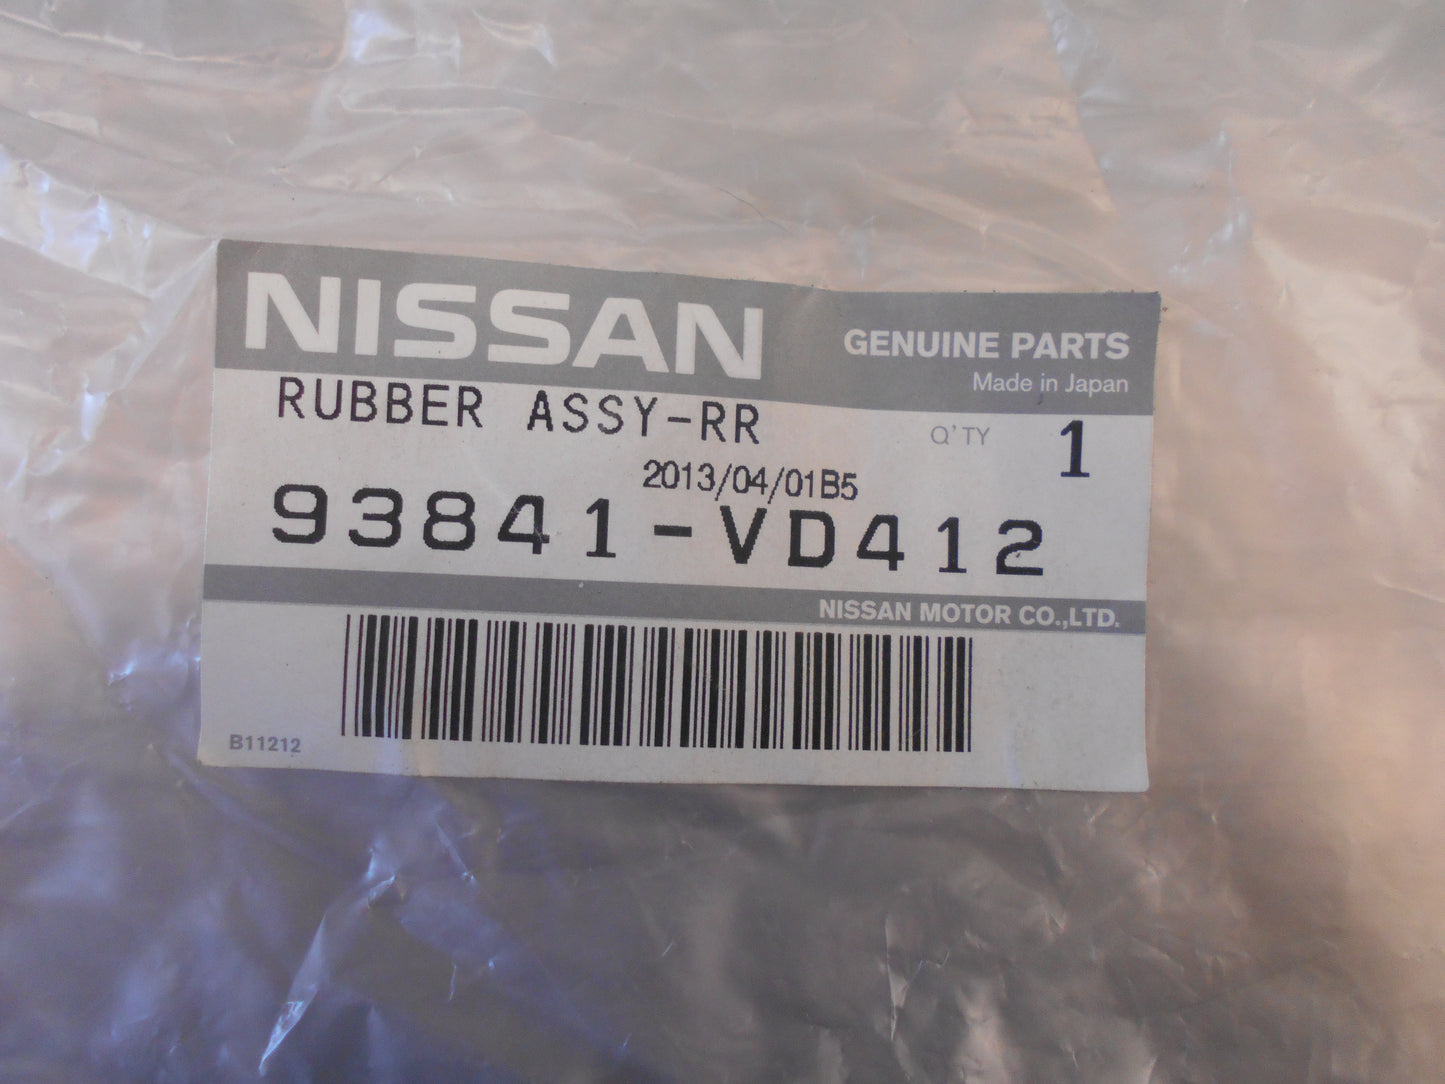 NISSAN
GENUINE PARTS
Made in Japan
RUBBER ASSY-RR
Q'TY 1
2013/04/01B5
93841-VD412
NISSAN MOTOR CO.,LTD.
B11212